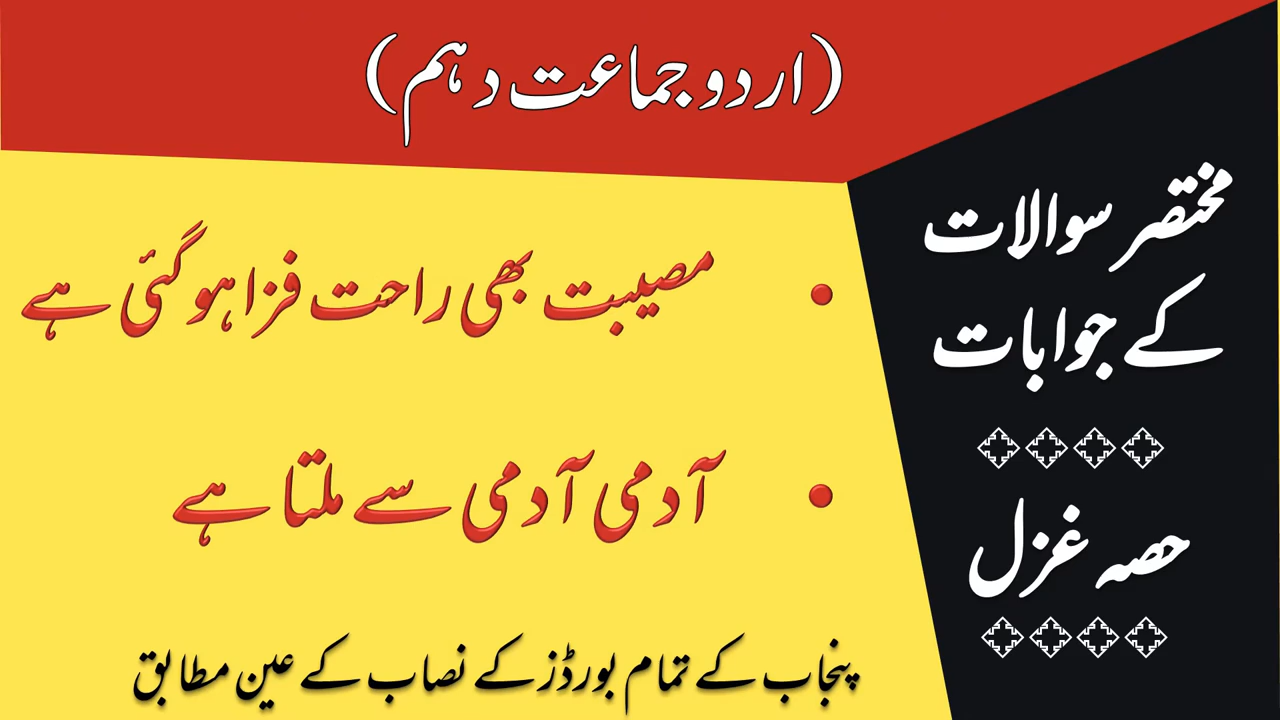 (اردو جماعت دہم)
مختصر سوالات
کے جوابات
حصہ غزل
• مصیبت بھی راحت فزا ہو گئی ہے
• آدمی آدمی سے ملتا ہے
پنجاب کے تمام بورڈز کے نصاب کے عین مطابق